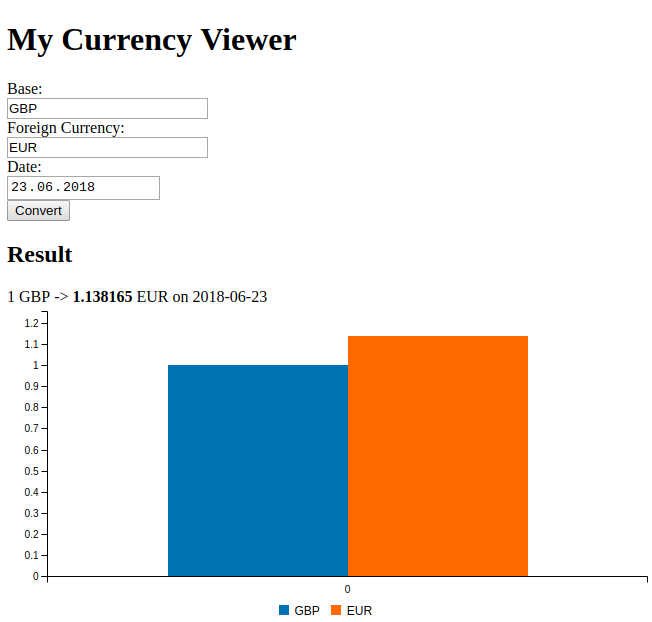 My Currency Viewer
Base:
GBP
Foreign Currency:
EUR
Date:
23.06.2018
Convert
Result
1 GBP -> 1.138165 EUR on 2018-06-23
1.2
1.1
1
0.9
0.8
0.7
0.6
0.5
0.4
0.3
0.2
0.1
0
0
GBP EUR